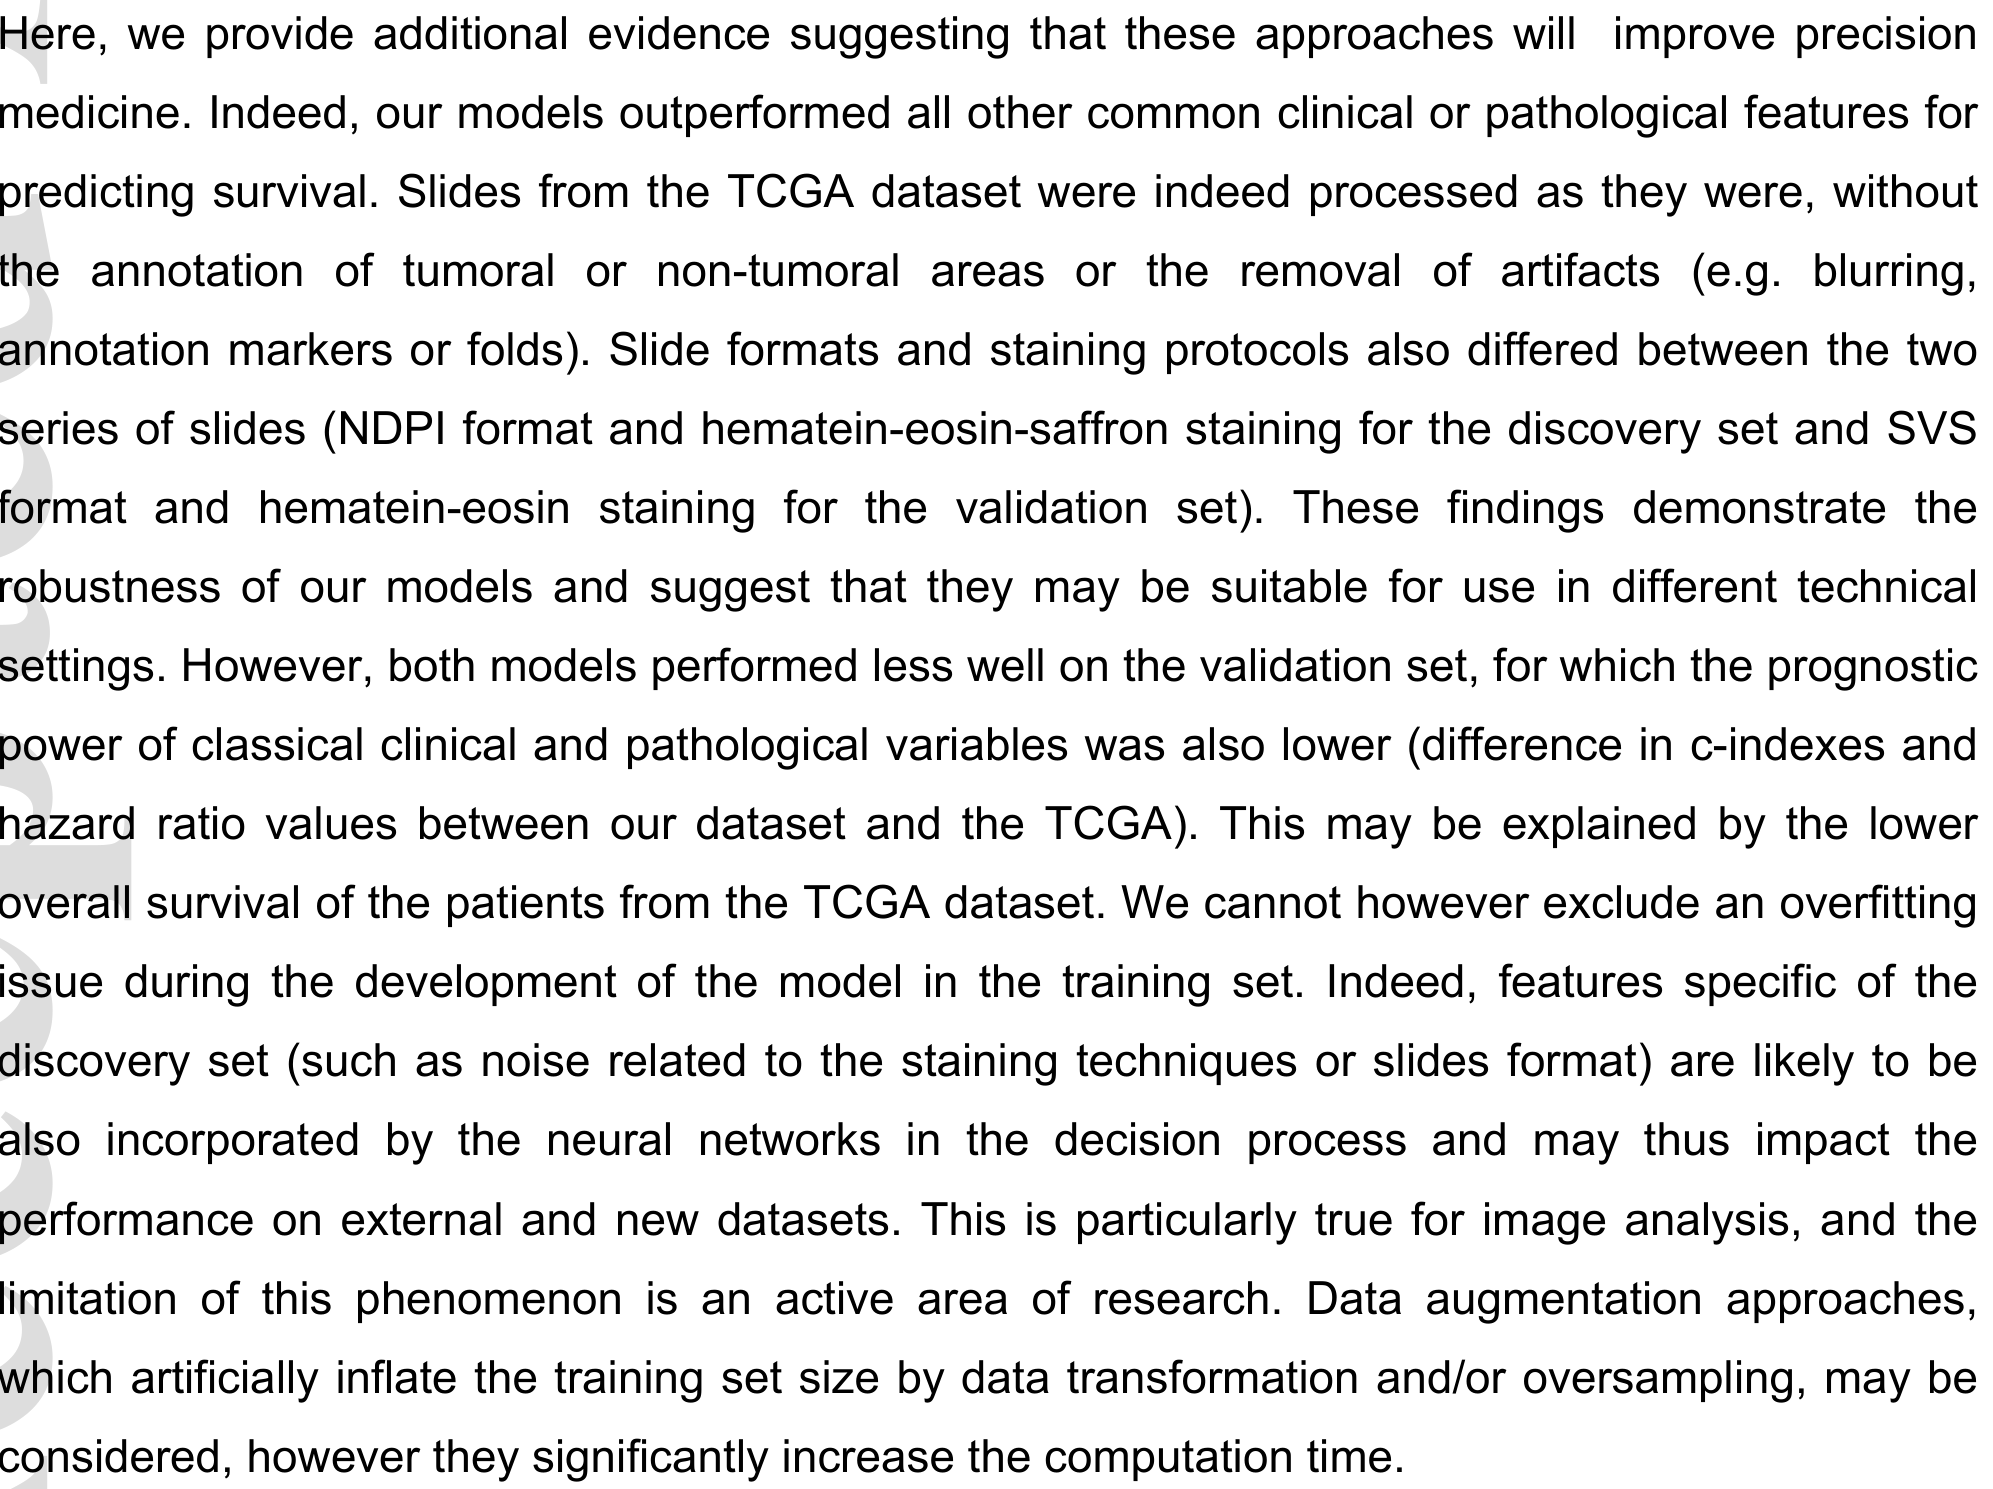 Here, we provide additional evidence suggesting that these approaches will improve precision
medicine. Indeed, our models outperformed all other common clinical or pathological features for
predicting survival. Slides from the TCGA dataset were indeed processed as they were, without
the annotation of tumoral or non-tumoral areas or the removal of artifacts (e.g. blurring,
annotation markers or folds). Slide formats and staining protocols also differed between the two
series of slides (NDPI format and hematein-eosin-saffron staining for the discovery set and SVS
format and hematein-eosin staining for the validation set). These findings demonstrate the
robustness of our models and suggest that they may be suitable for use in different technical
settings. However, both models performed less well on the validation set, for which the prognostic
power of classical clinical and pathological variables was also lower (difference in c-indexes and
hazard ratio values between our dataset and the TCGA). This may be explained by the lower
overall survival of the patients from the TCGA dataset. We cannot however exclude an overfitting
issue during the development of the model in the training set. Indeed, features specific of the
discovery set (such as noise related to the staining techniques or slides format) are likely to be
also incorporated by the neural networks in the decision process and may thus impact the
performance on external and new datasets. This is particularly true for image analysis, and the
limitation of this phenomenon is an active area of research. Data augmentation approaches,
which artificially inflate the training set size by data transformation and/or oversampling, may be
considered, however they significantly increase the computation time.